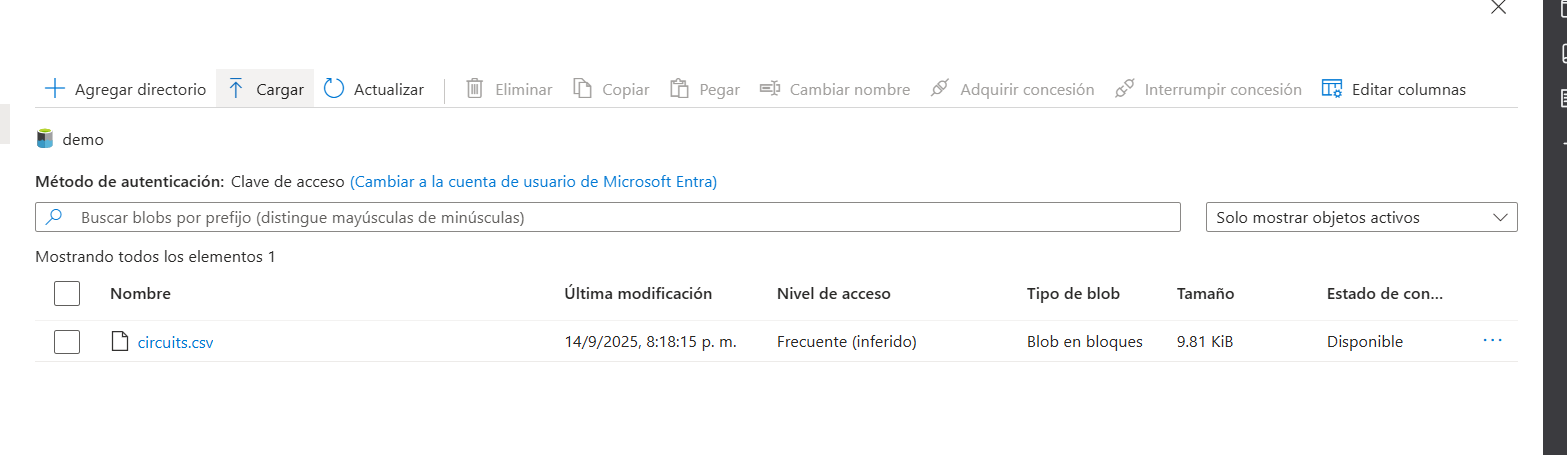 Agregar directorio Cargar Actualizar Eliminar Copiar Pegar Cambiar nombre Adquirir concesión Interrumpir concesión Editar columnas
demo
Método de autenticación: Clave de acceso (Cambiar a la cuenta de usuario de Microsoft Entra)
Buscar blobs por prefijo (distingue mayúsculas de minúsculas) Solo mostrar objetos activos
Mostrando todos los elementos 1
Nombre Última modificación Nivel de acceso Tipo de blob Tamaño Estado de con...
circuits.csv 14/9/2025, 8:18:15 p. m. Frecuente (inferido) Blob en bloques 9.81 KiB Disponible ...